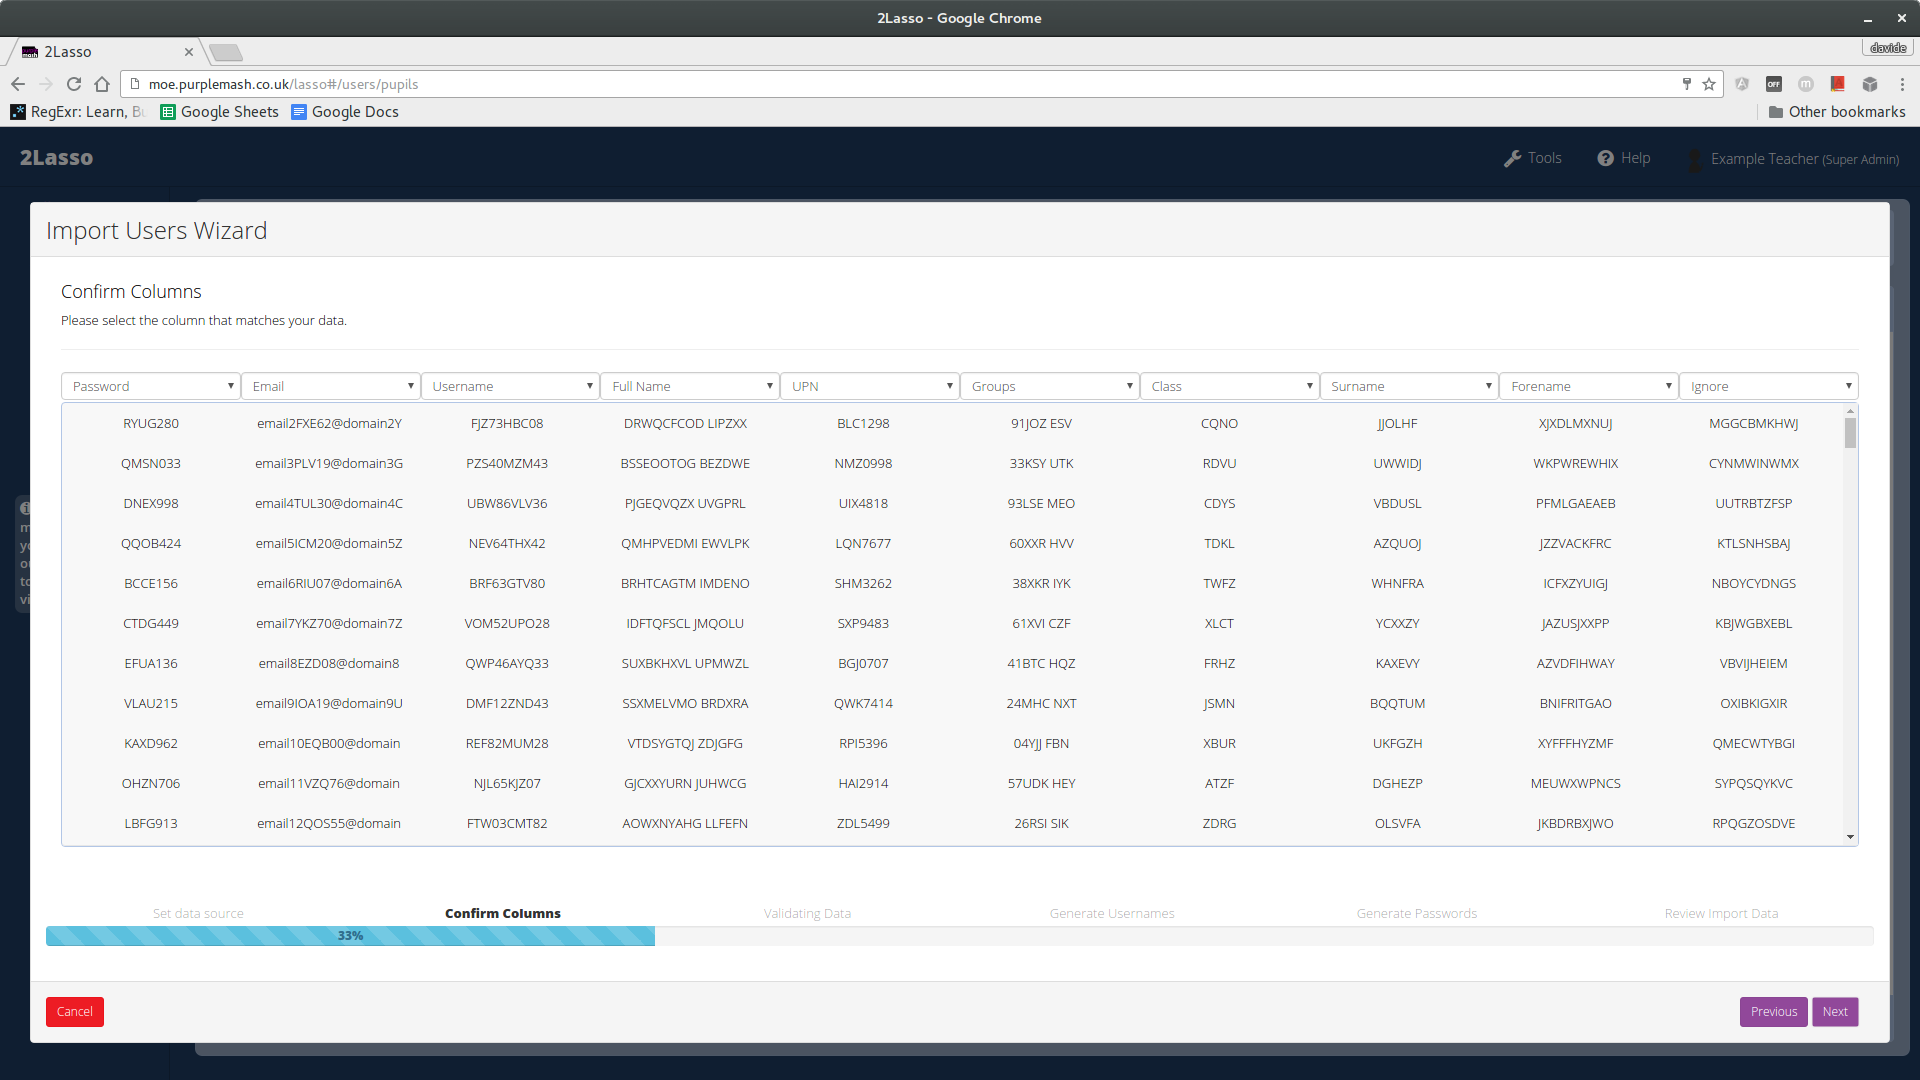 2Lasso - Google Chrome
2Lasso
davide
moe.purplemash.co.uk/lasso#/users/pupils
OFF
RegExr: Learn, Bu Google Sheets Google Docs Other bookmarks
2Lasso Tools Help Example Teacher (Super Admin)
Import Users Wizard
Confirm Columns
Please select the column that matches your data.
Password Email Username Full Name UPN Groups Class Surname Forename Ignore
RYUG280 email2FXE62@domain2Y FJZ73HBC08 DRWQCFCOD LIPZXX BLC1298 91JOZ ESV CQNO JJOLHF XJXDLMXNUJ MGGCBMKHWJ
QMSN033 email3PLV19@domain3G PZS40MZM43 BSSEOOTOG BEZDWE NMZ0998 33KSY UTK RDVU UWWIDJ WKPWREWHIX CYNMWINWMX
DNEX998 email4TUL30@domain4C UBW86VLV36 PJGEQVQZX UVGPRL UIX4818 93LSE MEO CDYS VBDUSL PFMLGAEAEB UUTRBTZFSP
QQOB424 email5ICM20@domain5Z NEV64THX42 QMHPVEDMI EWVLPK LQN7677 60XXR HVV TDKL AZQUOJ JZZVACKFRC KTLSNHSBAJ
BCCE156 email6RIU07@domain6A BRF63GTV80 BRHTCAGTM IMDENO SHM3262 38XKR IYK TWFZ WHNFRA ICFXZYUIGJ NBOYCYDNGS
CTDG449 email7YKZ70@domain7Z VOM52UPO28 IDFTQFSCL JMQOLU SXP9483 61XVI CZF XLCT YCXXZY JAZUSJXXPP KBJWGBXEBL
EFUA136 email8EZD08@domain8 QWP46AYQ33 SUXBKHXVL UPMWZL BGJ0707 41BTC HQZ FRHZ KAXEVY AZVDFIHWAY VBVIJHEIEM
VLAU215 email9IOA19@domain9U DMF12ZND43 SSXMELVMO BRDXRA QWK7414 24MHC NXT JSMN BQQTUM BNIFRITGAO OXIBKIGXIR
KAXD962 email10EQB00@domain REF82MUM28 VTDSYGTQJ ZDJGFG RPI5396 04YJJ FBN XBUR UKFGZH XYFFFHYZMF QMECWTYBGI
OHZN706 email11VZQ76@domain NJL65KJZ07 GJCXXYURN JUHWCG HAI2914 57UDK HEY ATZF DGHEZP MEUWXWPNCS SYPQSQYKVC
LBFG913 email12QOS55@domain FTW03CMT82 AOWXNYAHG LLFEFN ZDL5499 26RSI SIK ZDRG OLSVFA JKBDRBXJWO RPQGZOSDVE
Set data source Confirm Columns Validating Data Generate Usernames Generate Passwords Review Import Data
33%
Cancel Previous Next